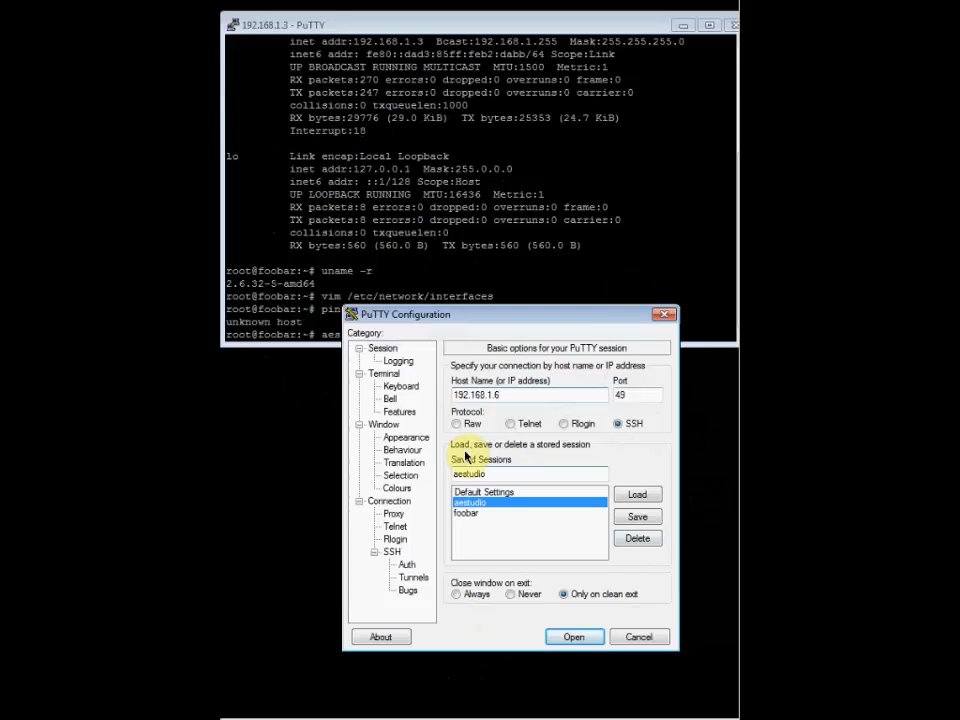 192.168.1.3 - PuTTY
inet addr:192.168.1.3  Bcast:192.168.1.255  Mask:255.255.255.0
inet6 addr: fe80::dad3:85ff:feb2:dabb/64 Scope:Link
UP BROADCAST RUNNING MULTICAST  MTU:1500  Metric:1
RX packets:270 errors:0 dropped:0 overruns:0 frame:0
TX packets:247 errors:0 dropped:0 overruns:0 carrier:0
collisions:0 txqueuelen:1000
RX bytes:29776 (29.0 KiB)  TX bytes:25353 (24.7 KiB)
Interrupt:18
lo        Link encap:Local Loopback
inet addr:127.0.0.1  Mask:255.0.0.0
inet6 addr: ::1/128 Scope:Host
UP LOOPBACK RUNNING  MTU:16436  Metric:1
RX packets:8 errors:0 dropped:0 overruns:0 frame:0
TX packets:8 errors:0 dropped:0 overruns:0 carrier:0
collisions:0 txqueuelen:0
RX bytes:560 (560.0 B)  TX bytes:560 (560.0 B)
root@foobar:~# uname -r
2.6.32-5-amd64
root@foobar:~# vim /etc/network/interfaces
root@foobar:~# pin
unknown host
root@foobar:~# aes
PuTTY Configuration
Category:
Session
Logging
Terminal
Keyboard
Bell
Features
Window
Appearance
Behaviour
Translation
Selection
Colours
Connection
Proxy
Telnet
Rlogin
SSH
Auth
Tunnels
Bugs
Basic options for your PuTTY session
Specify your connection by host name or IP address
Host Name (or IP address) Port
192.168.1.6 49
Protocol:
Raw Telnet Rlogin SSH
Load, save or delete a stored session
Saved Sessions
aestudio
Default Settings
aestudio
foobar
Load
Save
Delete
Close window on exit:
Always Never Only on clean exit
About Open Cancel